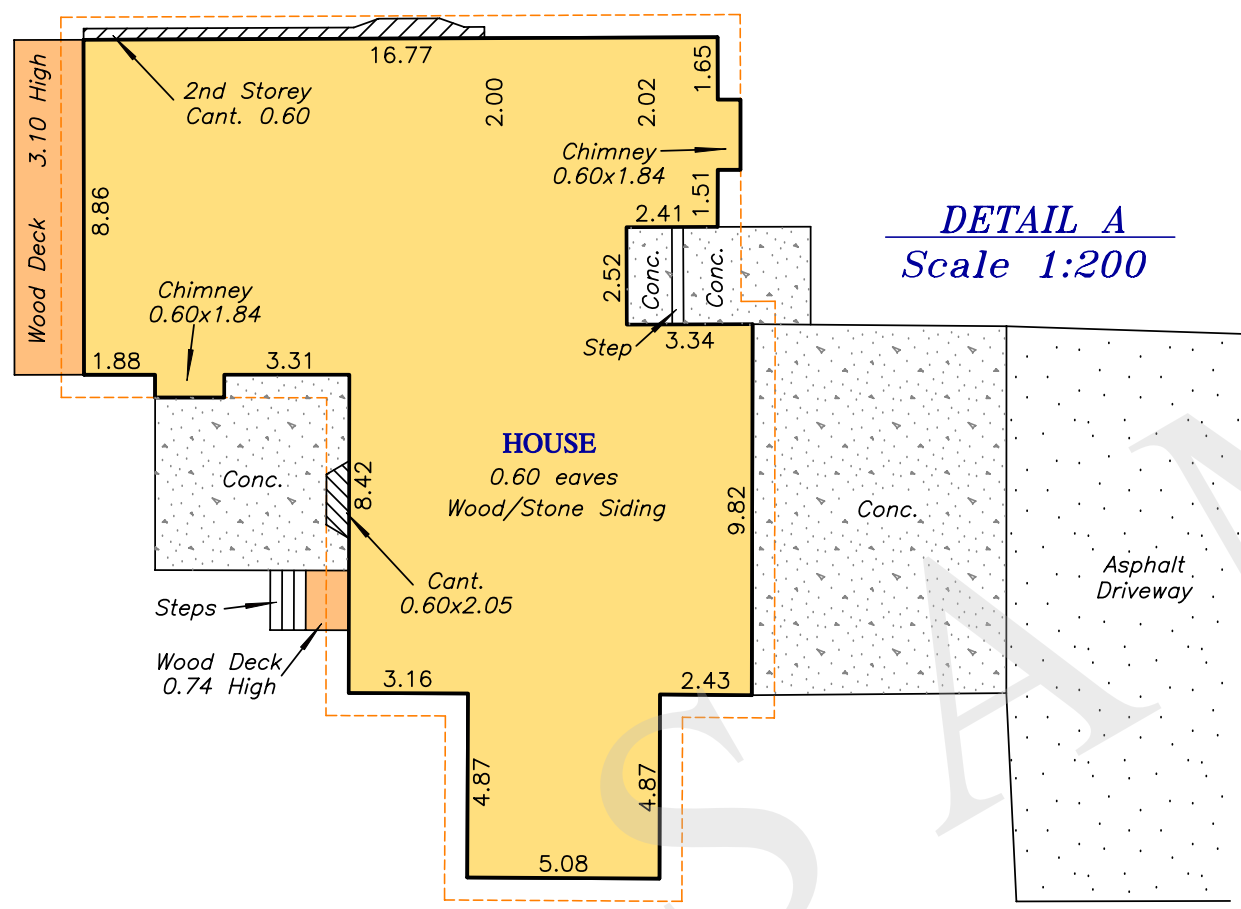 16.77
1.65
3.10 High
Wood Deck
2nd Storey
Cant. 0.60
2.00
2.02
Chimney
0.60x1.84
8.86
1.51
2.41
DETAIL A
Scale 1:200
2.52
Conc.
Conc.
Chimney
0.60x1.84
Step
3.34
1.88
3.31
HOUSE
0.60 eaves
Wood/Stone Siding
Conc.
8.42
9.82
Conc.
Asphalt
Driveway
Cant.
0.60x2.05
Steps
Wood Deck
0.74 High
3.16
2.43
4.87
4.87
5.08
S A